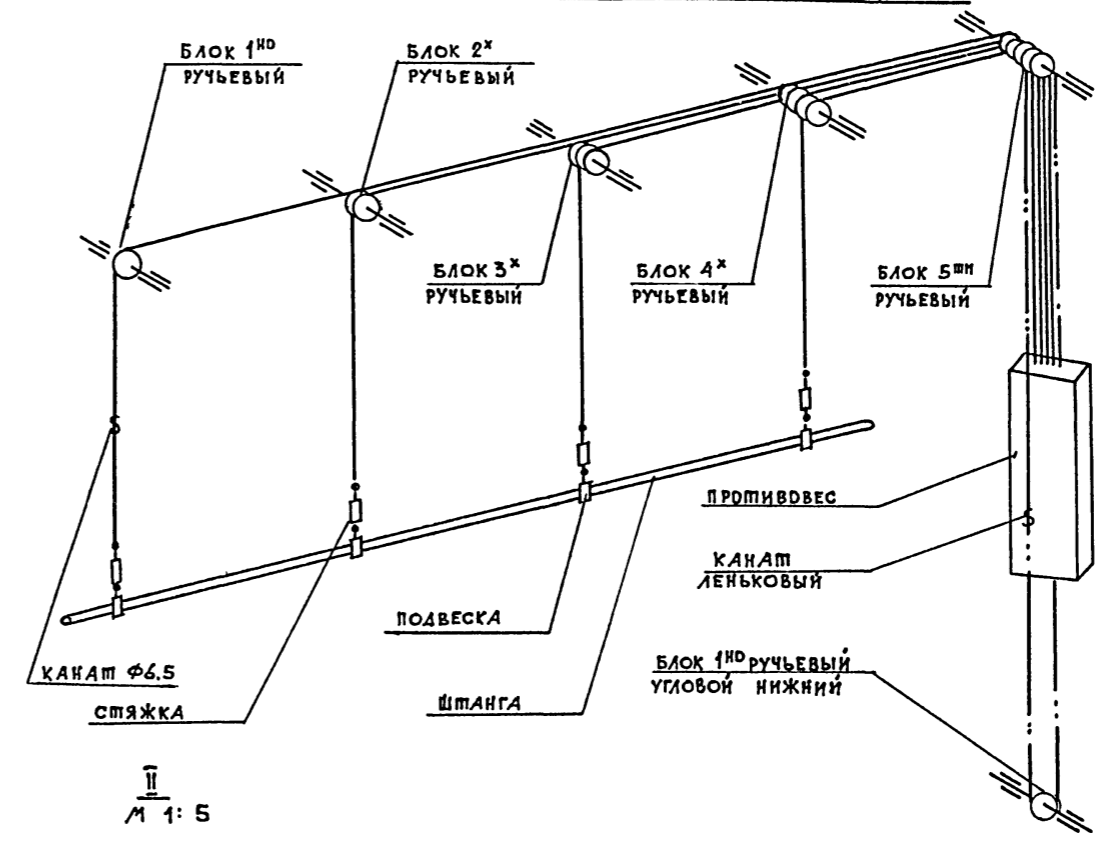 БЛОК 1НО
РУЧЬЕВЫЙ
БЛОК 2Х
РУЧЬЕВЫЙ
БЛОК 3Х
РУЧЬЕВЫЙ
БЛОК 4Х
РУЧЬЕВЫЙ
БЛОК 5ТИ
РУЧЬЕВЫЙ
ПРОТИВОВЕС
КАНАТ
ЛЕНЬКОВЫЙ
ПОДВЕСКА
БЛОК 1НО РУЧЬЕВЫЙ
УГЛОВОЙ НИЖНИЙ
КАНАТ Ф6.5
СТЯЖКА
ШТАНГА
II
М 1:5